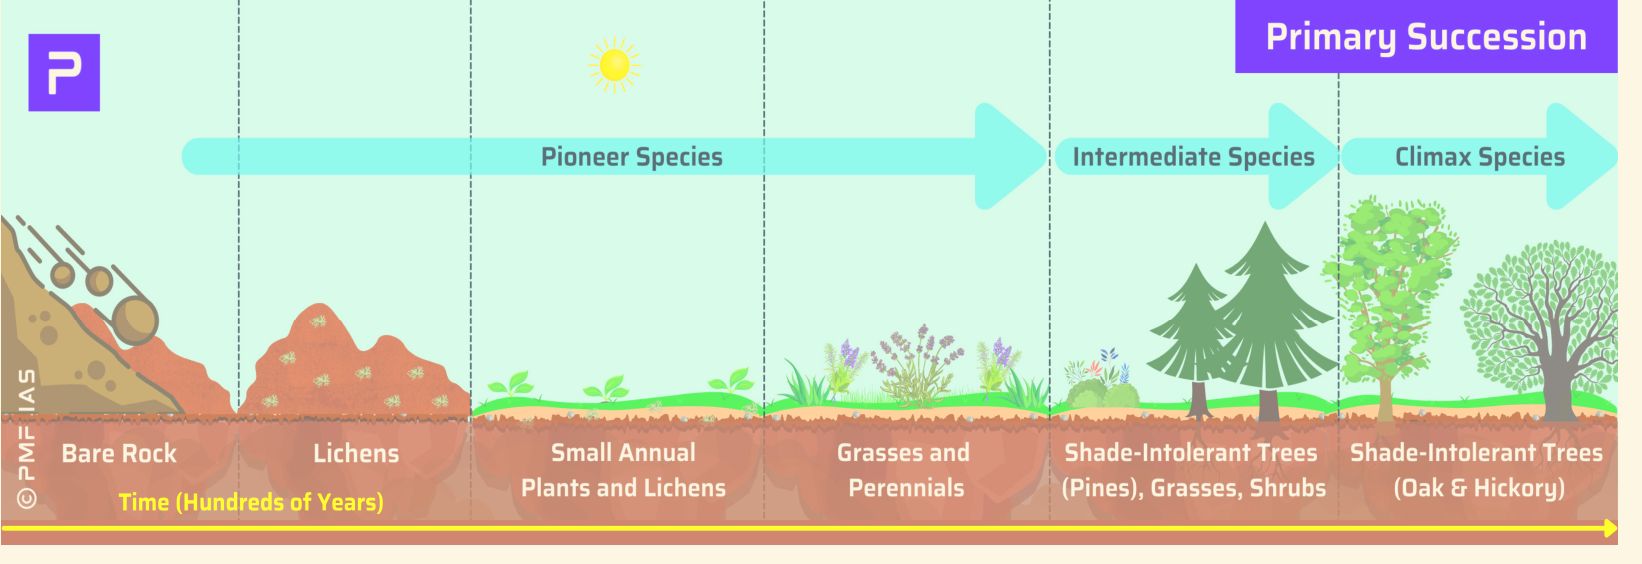 P
Primary Succession
Pioneer Species
Intermediate Species
Climax Species
© PMF IAS
Bare Rock
Lichens
Small Annual
Plants and Lichens
Grasses and
Perennials
Shade-Intolerant Trees
(Pines), Grasses, Shrubs
Shade-Intolerant Trees
(Oak & Hickory)
Time (Hundreds of Years)